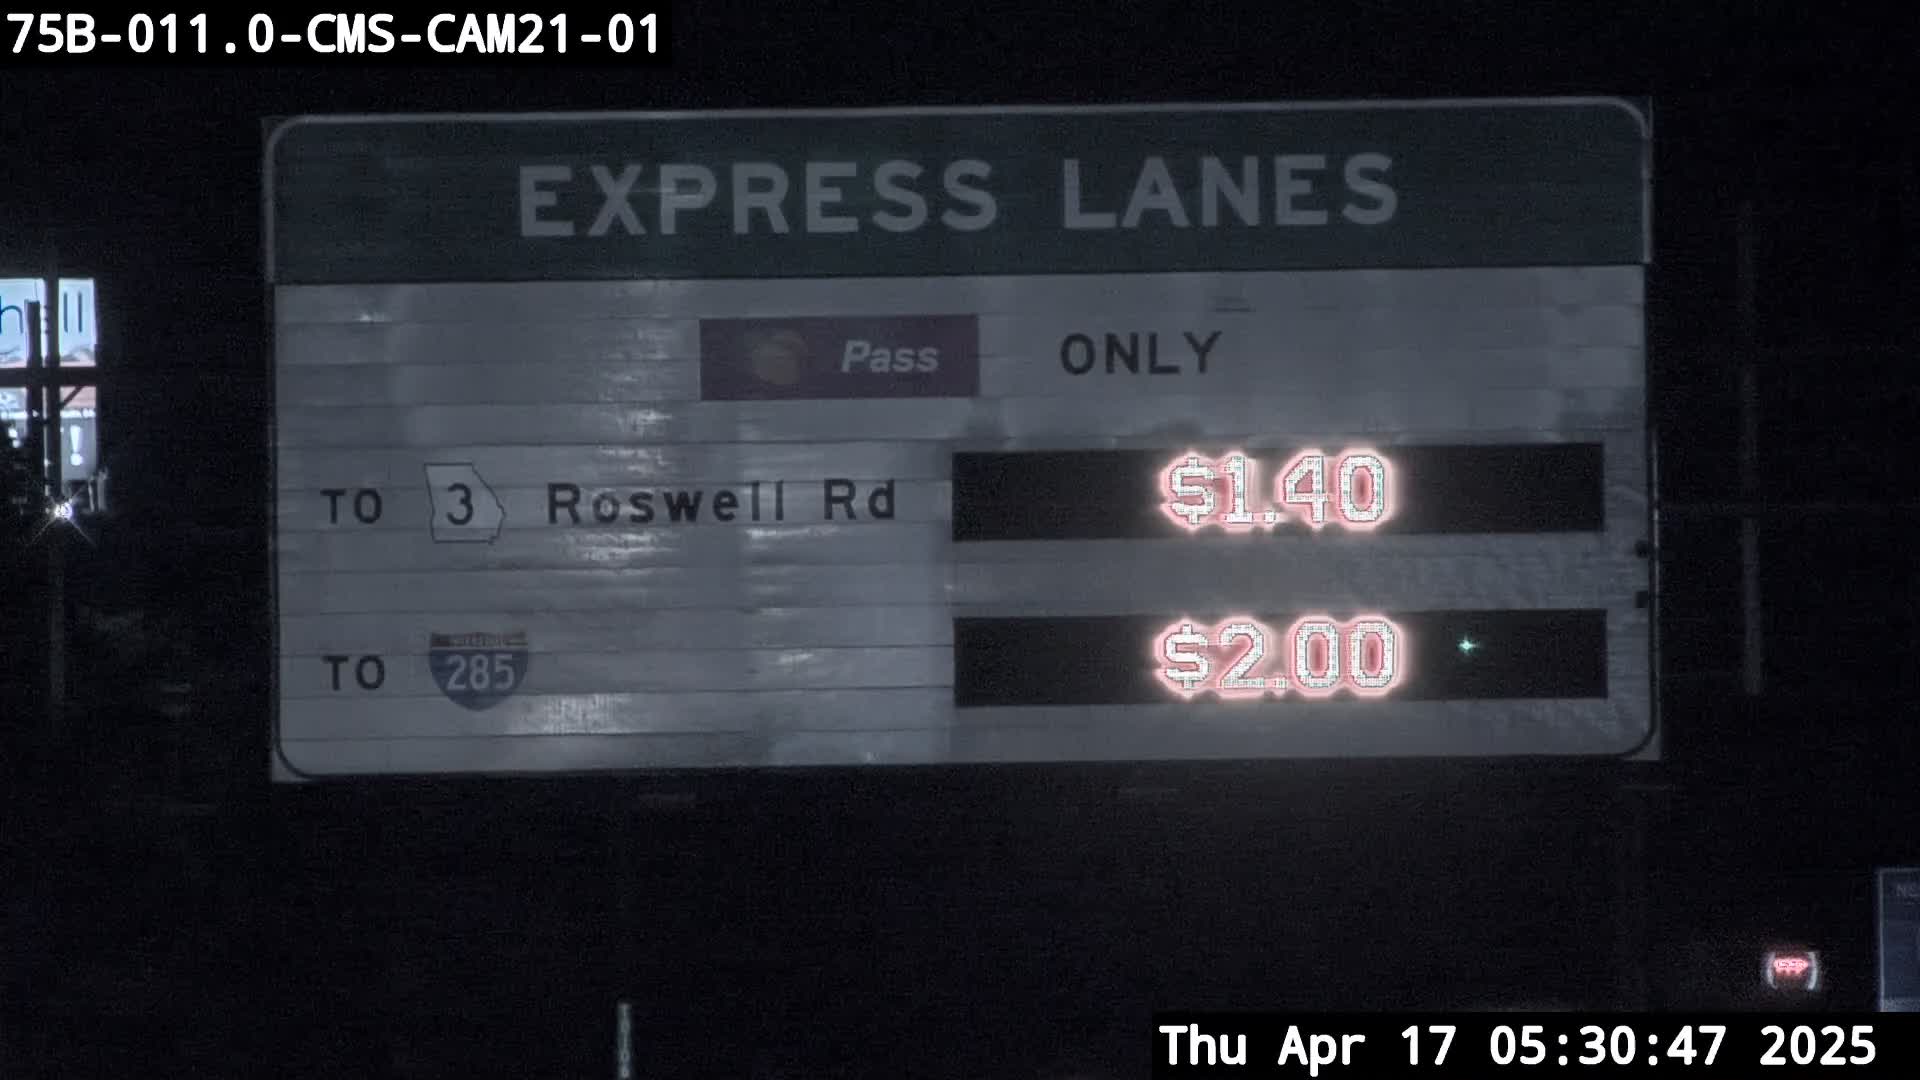 75B-011.0-CMS-CAM21-01
EXPRESS LANES
Pass ONLY
TO 3 Roswell Rd $1.40
TO 285 $2.00
Thu Apr 17 05:30:47 2025